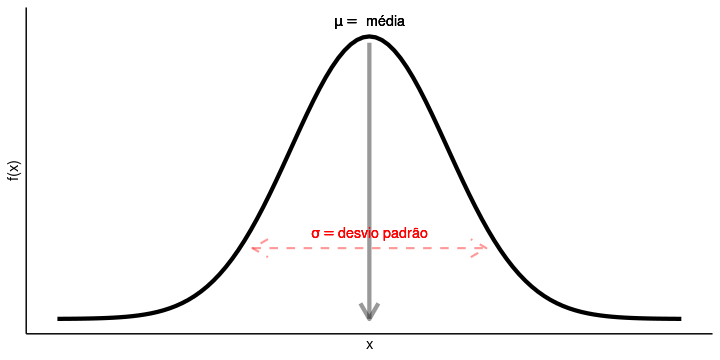 μ = média
f(x)
σ = desvio padrão
x